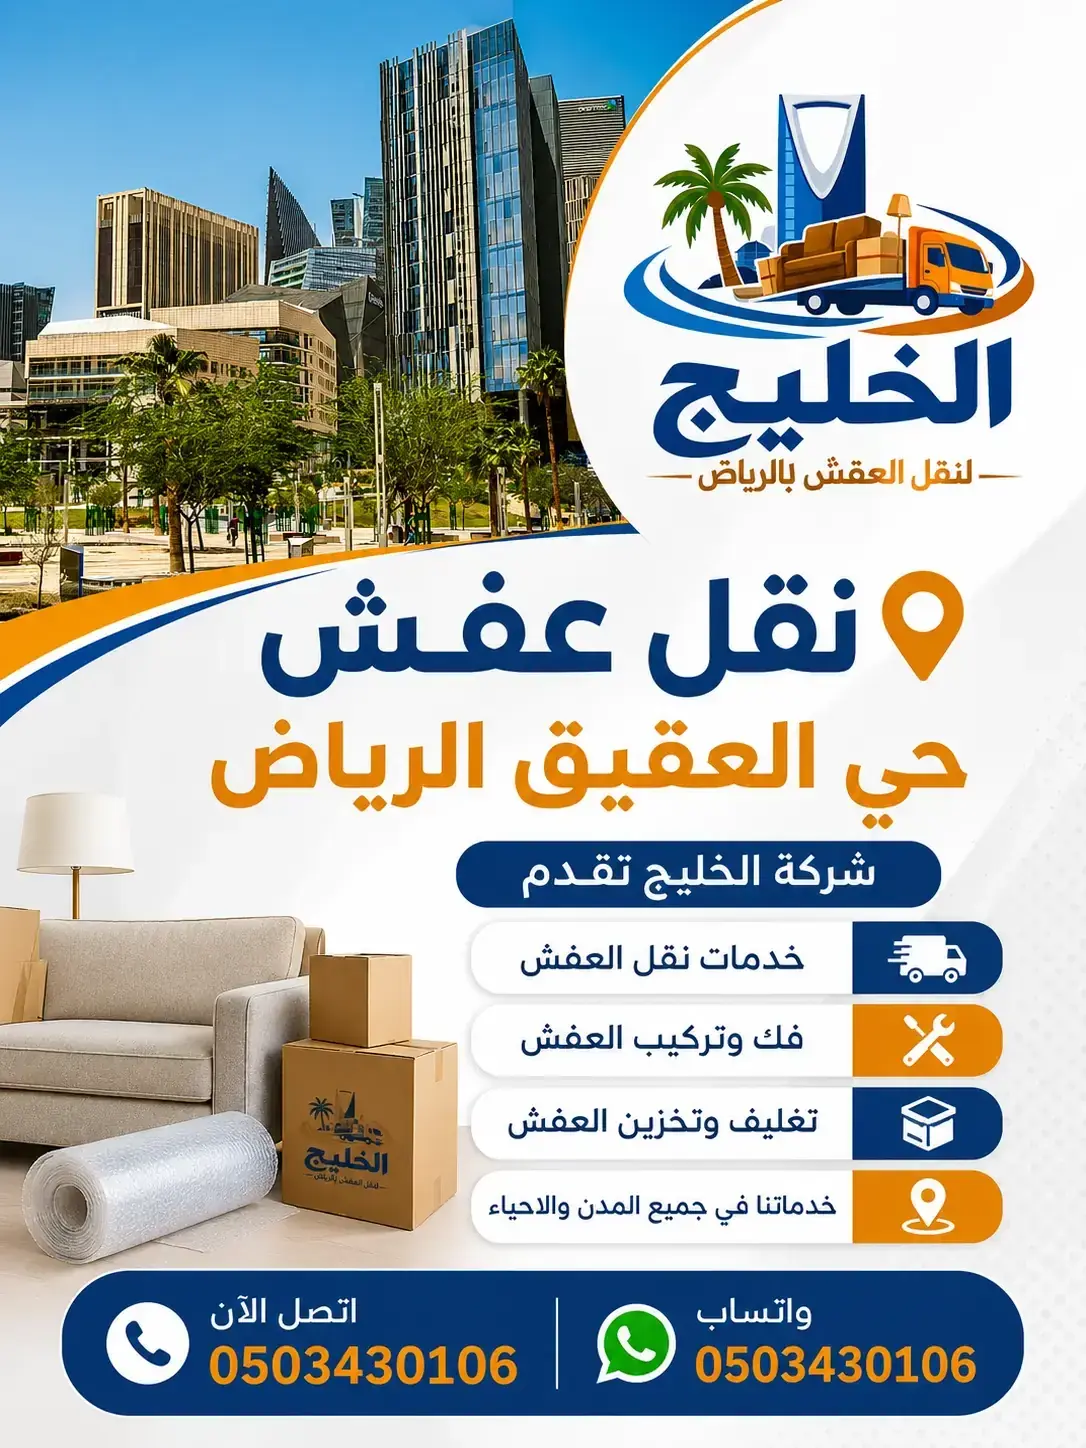 الخليج
لنقل العفش بالرياض
نقل عفش
حي العقيق الرياض
شركة الخليج تقدم
خدمات نقل العفش
فك وتركيب العفش
تغليف وتخزين العفش
خدماتنا في جميع المدن والاحياء
الخليج
لنقل العفش بالرياض
واتساب
0503430106
اتصل الآن
0503430106